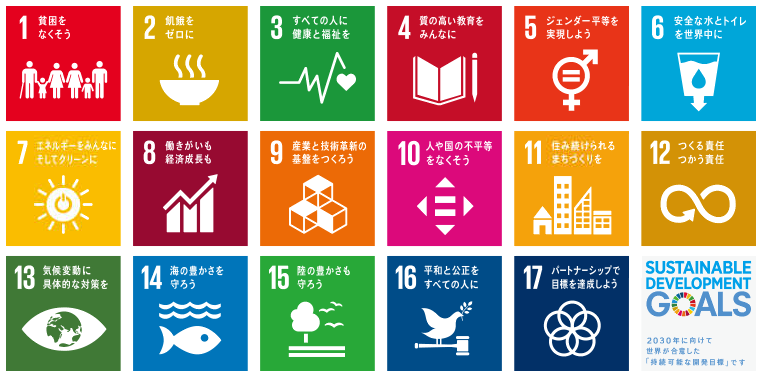 1 貧困を
なくそう
2 飢餓を
ゼロに
3 すべての人に
健康と福祉を
4 質の高い教育を
みんなに
5 ジェンダー平等を
実現しよう
6 安全な水とトイレ
を世界中に
7 エネルギーをみんなに
そしてクリーンに
8 働きがいも
経済成長も
9 産業と技術革新の
基盤をつくろう
10 人や国の不平等
をなくそう
11 住み続けられる
まちづくりを
12 つくる責任
つかう責任
13 気候変動に
具体的な対策を
14 海の豊かさを
守ろう
15 陸の豊かさも
守ろう
16 平和と公正を
すべての人に
17 パートナーシップで
目標を達成しよう
SUSTAINABLE
DEVELOPMENT
GOALS
2030年に向けて
世界が合意した
「持続可能な開発目標」です